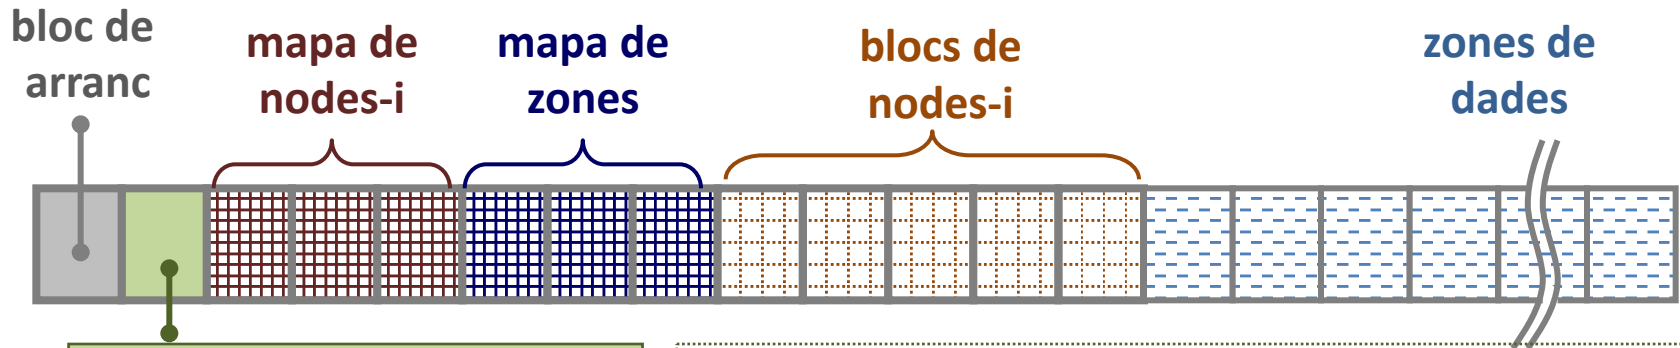 bloc de
arranc
mapa de
nodes-i
mapa de
zones
blocs de
nodes-i
zones de
dades